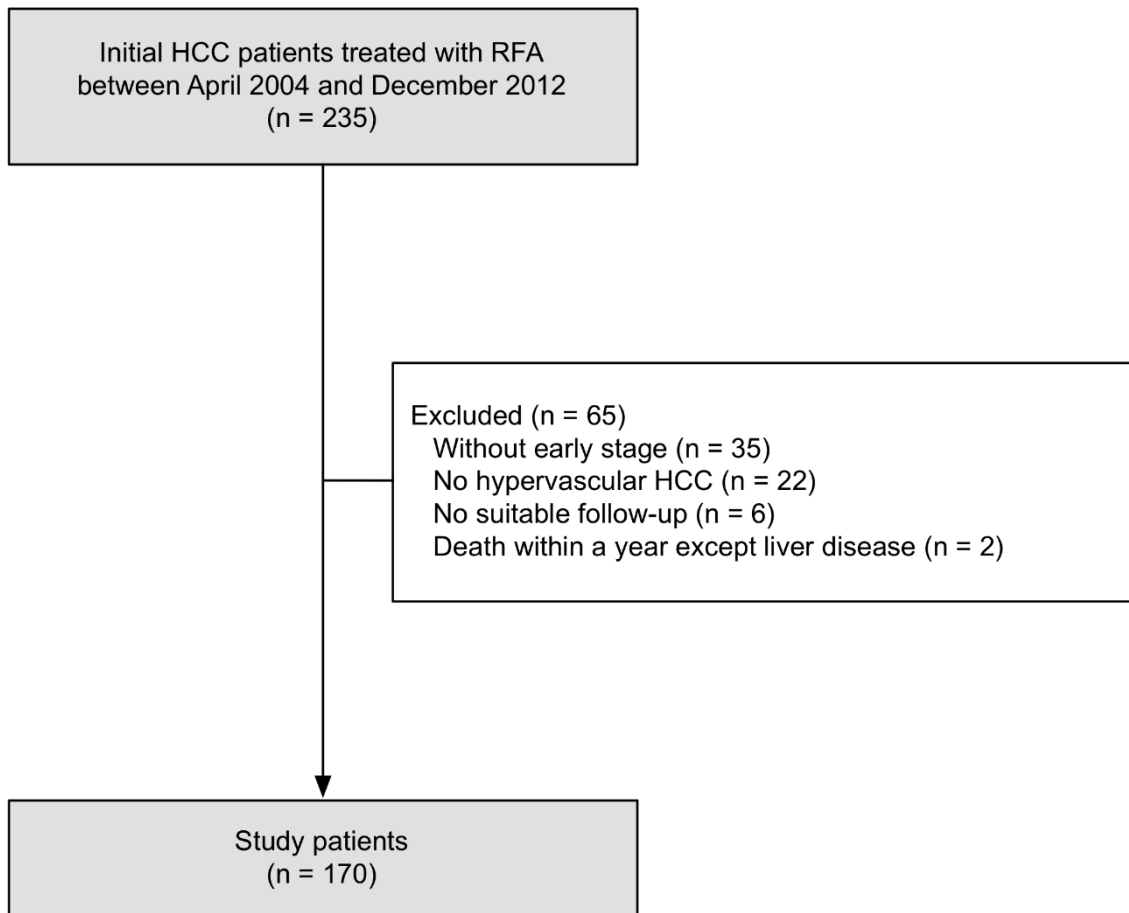 Initial HCC patients treated with RFA
between April 2004 and December 2012
(n = 235)
Excluded (n = 65)
Without early stage (n = 35)
No hypervascular HCC (n = 22)
No suitable follow-up (n = 6)
Death within a year except liver disease (n = 2)
Study patients
(n = 170)